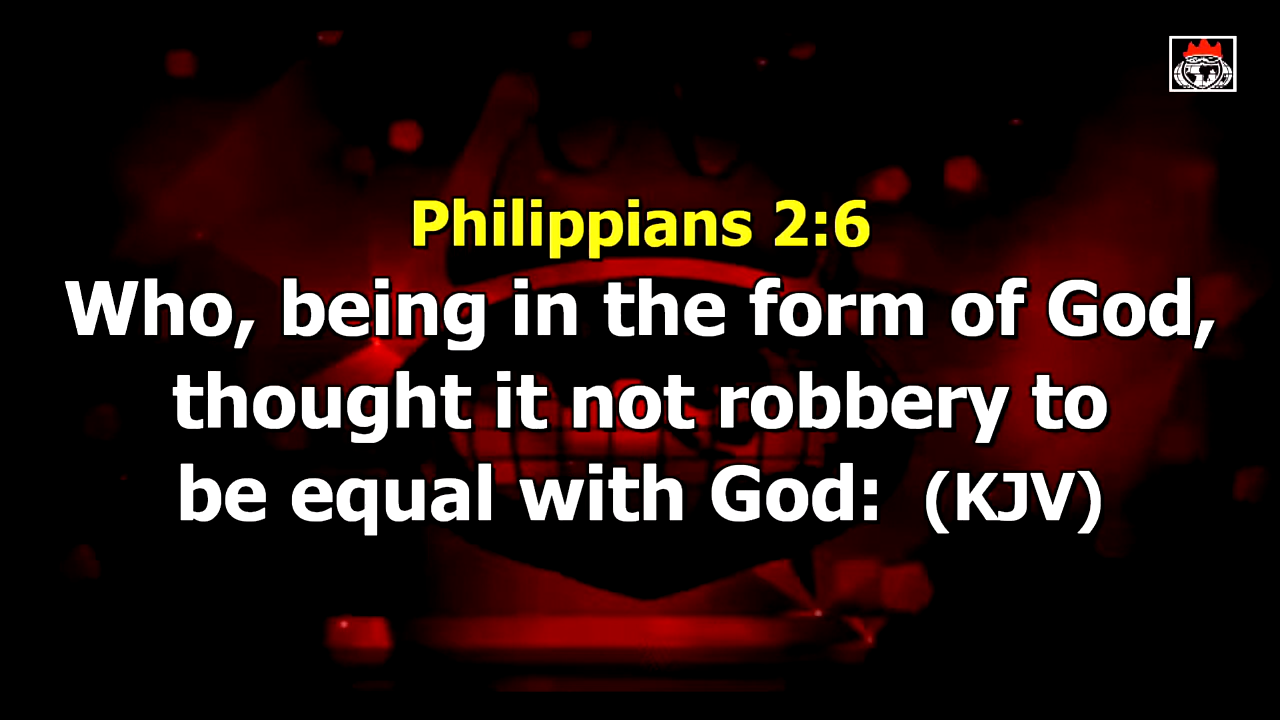 Philippians 2:6
Who, being in the form of God,
thought it not robbery to
be equal with God: (KJV)